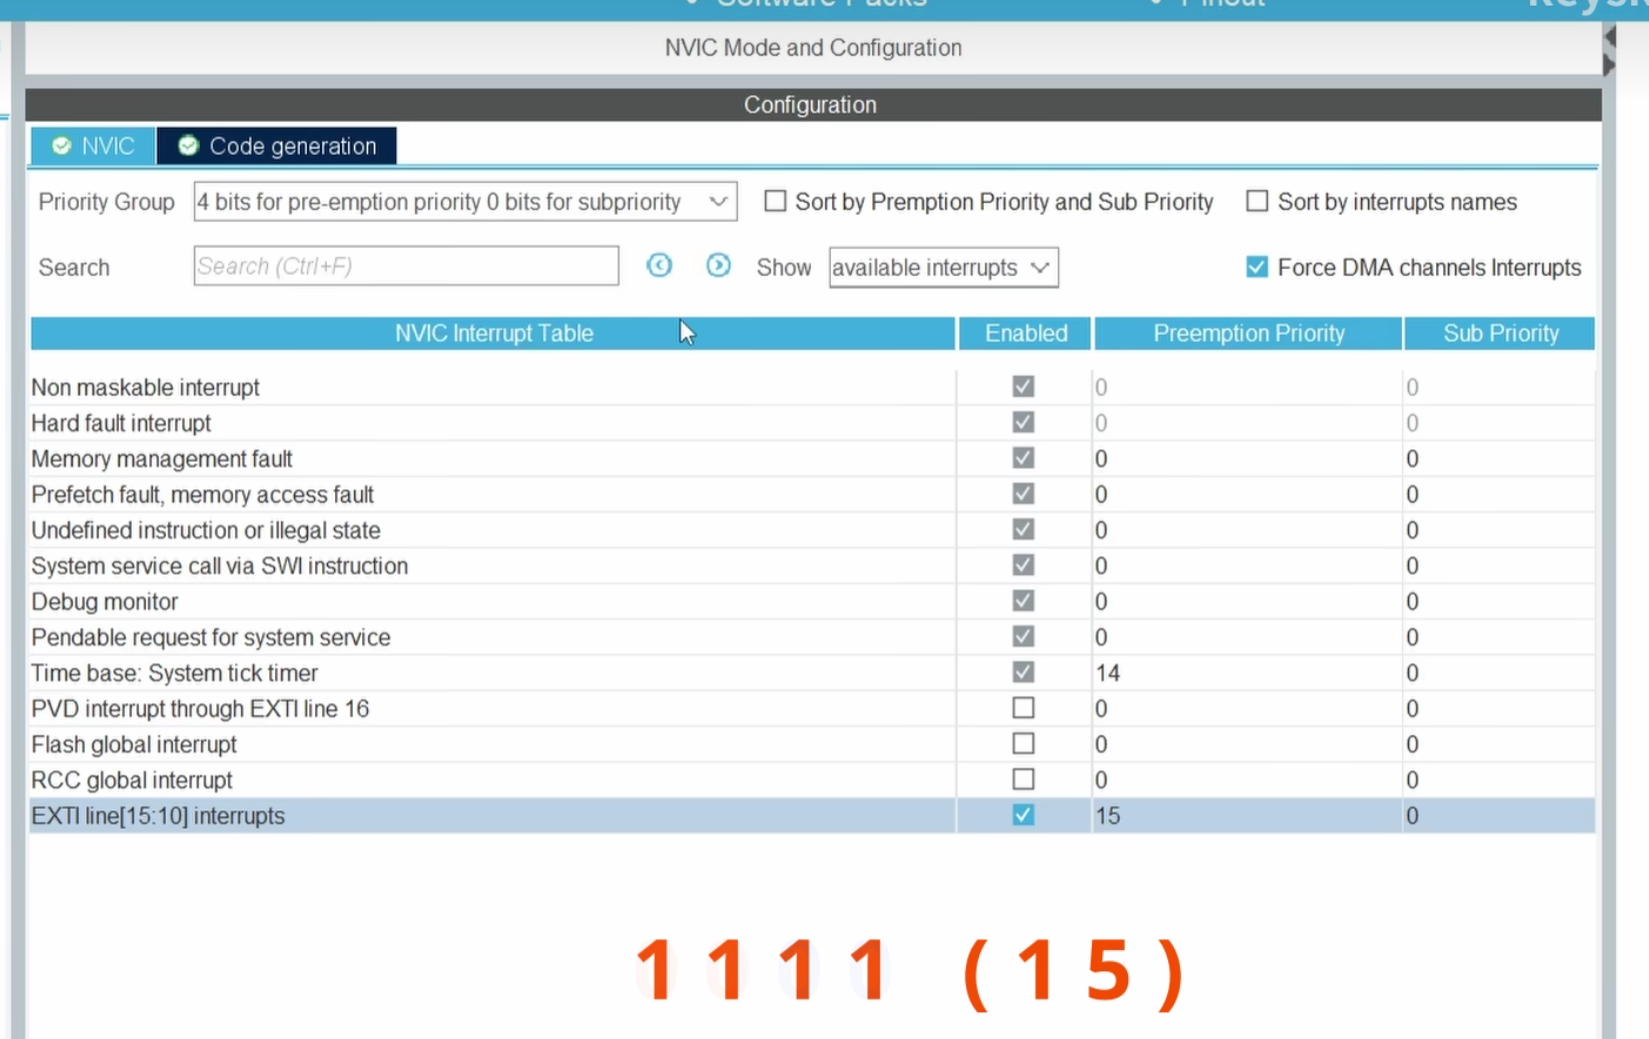 Software Packs
Pinout
NVIC Mode and Configuration
Configuration
NVIC
Code generation
Priority Group
4 bits for pre-emption priority 0 bits for subpriority
Sort by Premption Priority and Sub Priority
Sort by interrupts names
Search
Search (Ctrl+F)
Show
available interrupts
Force DMA channels Interrupts
NVIC Interrupt Table Enabled Preemption Priority Sub Priority
Non maskable interrupt 0 0
Hard fault interrupt 0 0
Memory management fault 0 0
Prefetch fault, memory access fault 0 0
Undefined instruction or illegal state 0 0
System service call via SWI instruction 0 0
Debug monitor 0 0
Pendable request for system service 0 0
Time base: System tick timer 14 0
PVD interrupt through EXTI line 16 0 0
Flash global interrupt 0 0
RCC global interrupt 0 0
EXTI line[15:10] interrupts 15 0
1111 (15)